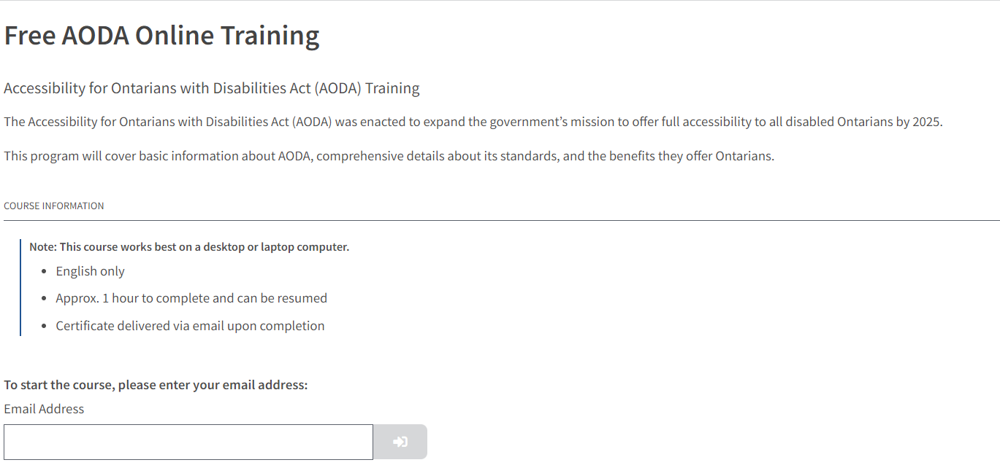 Free AODA Online Training
Accessibility for Ontarians with Disabilities Act (AODA) Training
The Accessibility for Ontarians with Disabilities Act (AODA) was enacted to expand the government’s mission to offer full accessibility to all disabled Ontarians by 2025.
This program will cover basic information about AODA, comprehensive details about its standards, and the benefits they offer Ontarians.
COURSE INFORMATION
Note: This course works best on a desktop or laptop computer.
• English only
• Approx. 1 hour to complete and can be resumed
• Certificate delivered via email upon completion
To start the course, please enter your email address:
Email Address